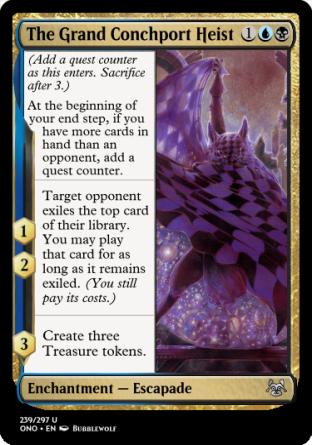 The Grand Conchport Heist 1
(Add a quest counter
as this enters. Sacrifice
after 3.)
At the beginning of
your end step, if you
have more cards in
hand than an
opponent, add a
quest counter.
1
2
Target opponent
exiles the top card
of their library.
You may play
that card for as
long as it remains
exiled. (You still
pay its costs.)
3
Create three
Treasure tokens.
Enchantment — Escapade
239/297 U
ONO • EN Bubblewolf